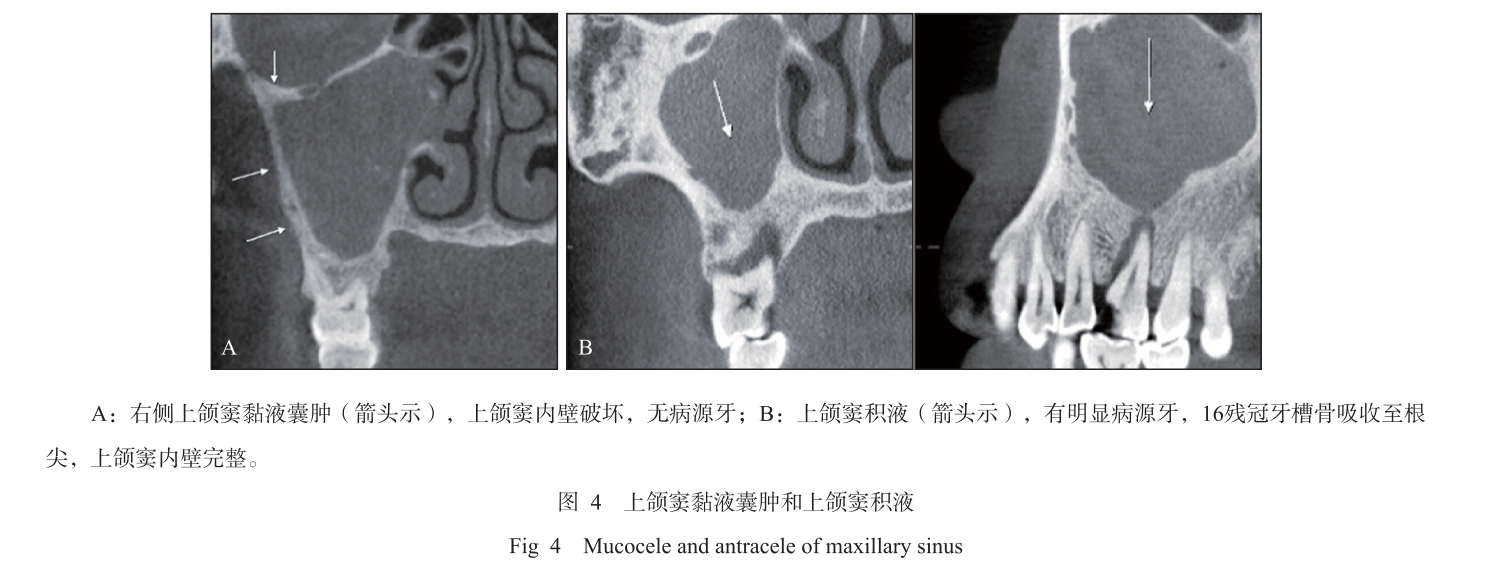 A
B
A：右侧上颌窦黏液囊肿（箭头示），上颌窦内壁破坏，无病源牙；B：上颌窦积液（箭头示），有明显病源牙，16残冠牙槽骨吸收至根
尖，上颌窦内壁完整。
图 4 上颌窦黏液囊肿和上颌窦积液
Fig 4 Mucocele and antracele of maxillary sinus